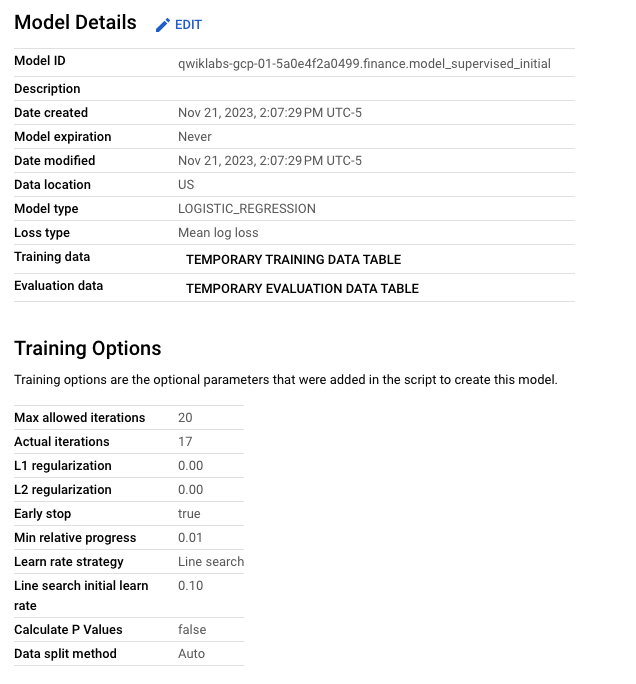 Model Details EDIT
Model ID qwiklabs-gcp-01-5a0e4f2a0499.finance.model_supervised_initial
Description
Date created Nov 21, 2023, 2:07:29 PM UTC-5
Model expiration Never
Date modified Nov 21, 2023, 2:07:29 PM UTC-5
Data location US
Model type LOGISTIC_REGRESSION
Loss type Mean log loss
Training data TEMPORARY TRAINING DATA TABLE
Evaluation data TEMPORARY EVALUATION DATA TABLE
Training Options
Training options are the optional parameters that were added in the script to create this model.
Max allowed iterations 20
Actual iterations 17
L1 regularization 0.00
L2 regularization 0.00
Early stop true
Min relative progress 0.01
Learn rate strategy Line search
Line search initial learn 0.10
rate
Calculate P Values false
Data split method Auto